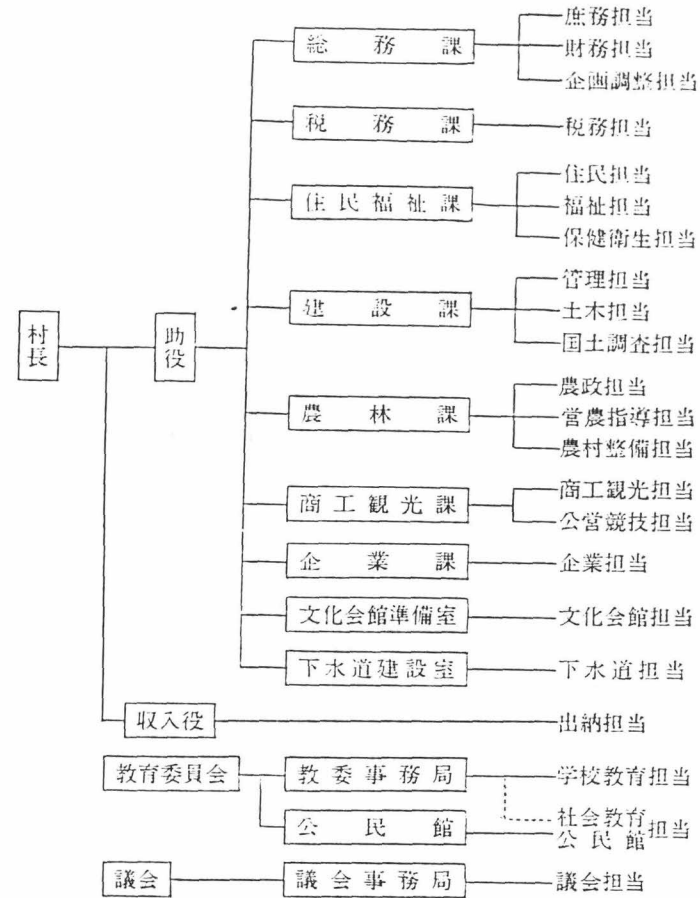 庶務担当
総務課
財務担当
企画調整担当
税務課
税務担当
住民担当
住民福祉課
福祉担当
保健衛生担当
管理担当
建設課
土木担当
国土調査担当
村長
助役
農政担当
農林課
営農指導担当
農村整備担当
商工観光課
商工観光担当
公営競技担当
企業課
企業担当
文化会館準備室
文化会館担当
下水道建設室
下水道担当
収入役
出納担当
教育委員会
教委事務局
学校教育担当
公民館
社会教育
公民館担当
議会
議会事務局
議会担当